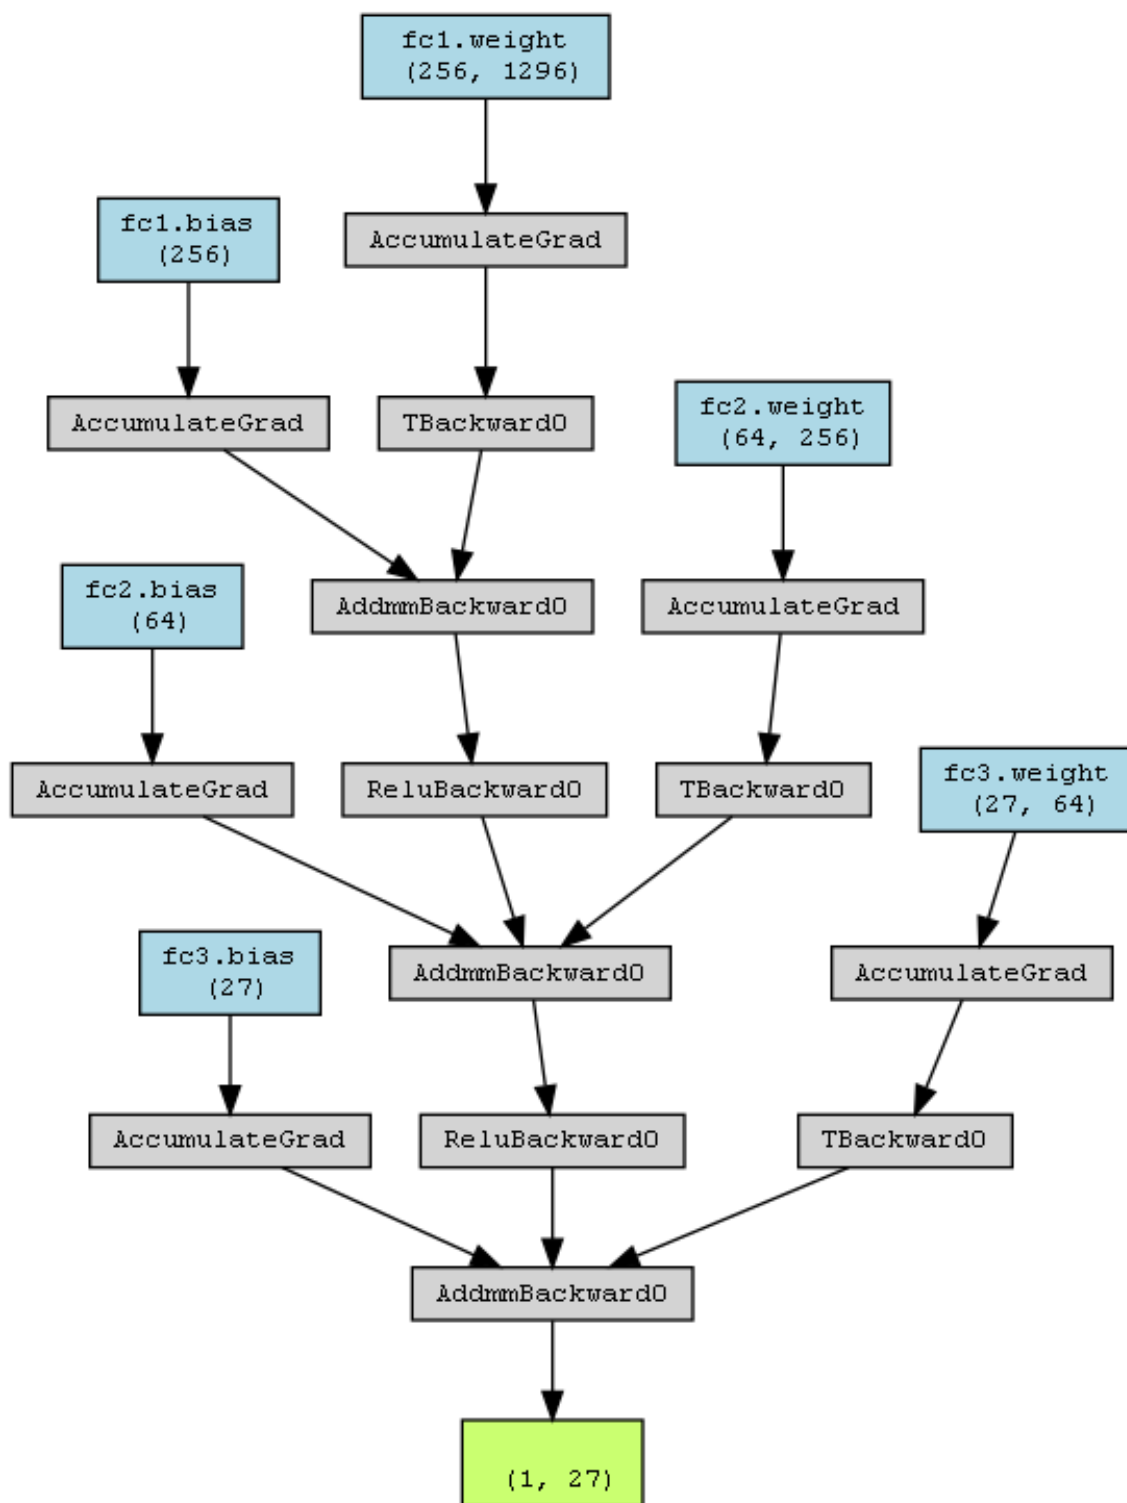 fc1.weight
(256, 1296)
fc1.bias
(256)
AccumulateGrad
AccumulateGrad
TBackward0
fc2.weight
(64, 256)
fc2.bias
(64)
AddmmBackward0
AccumulateGrad
AccumulateGrad
ReluBackward0
TBackward0
fc3.weight
(27, 64)
fc3.bias
(27)
AddmmBackward0
AccumulateGrad
AccumulateGrad
ReluBackward0
TBackward0
AddmmBackward0
(1, 27)